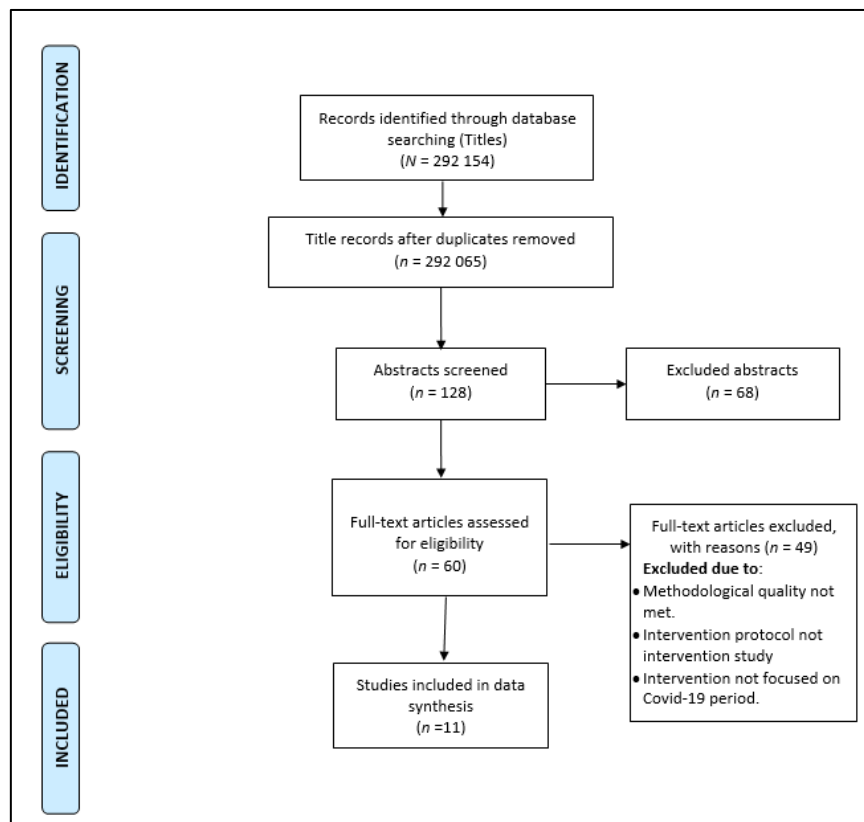 IDENTIFICATION
Records identified through database
searching (Titles)
(N = 292 154)
Title records after duplicates removed
(n = 292 065)
SCREENING
Abstracts screened
(n = 128)
Excluded abstracts
(n = 68)
ELIGIBILITY
Full-text articles assessed
for eligibility
(n = 60)
Full-text articles excluded,
with reasons (n = 49)
Excluded due to:
• Methodological quality not
met.
• Intervention protocol not
intervention study
• Intervention not focused on
Covid-19 period.
INCLUDED
Studies included in data
synthesis
(n =11)